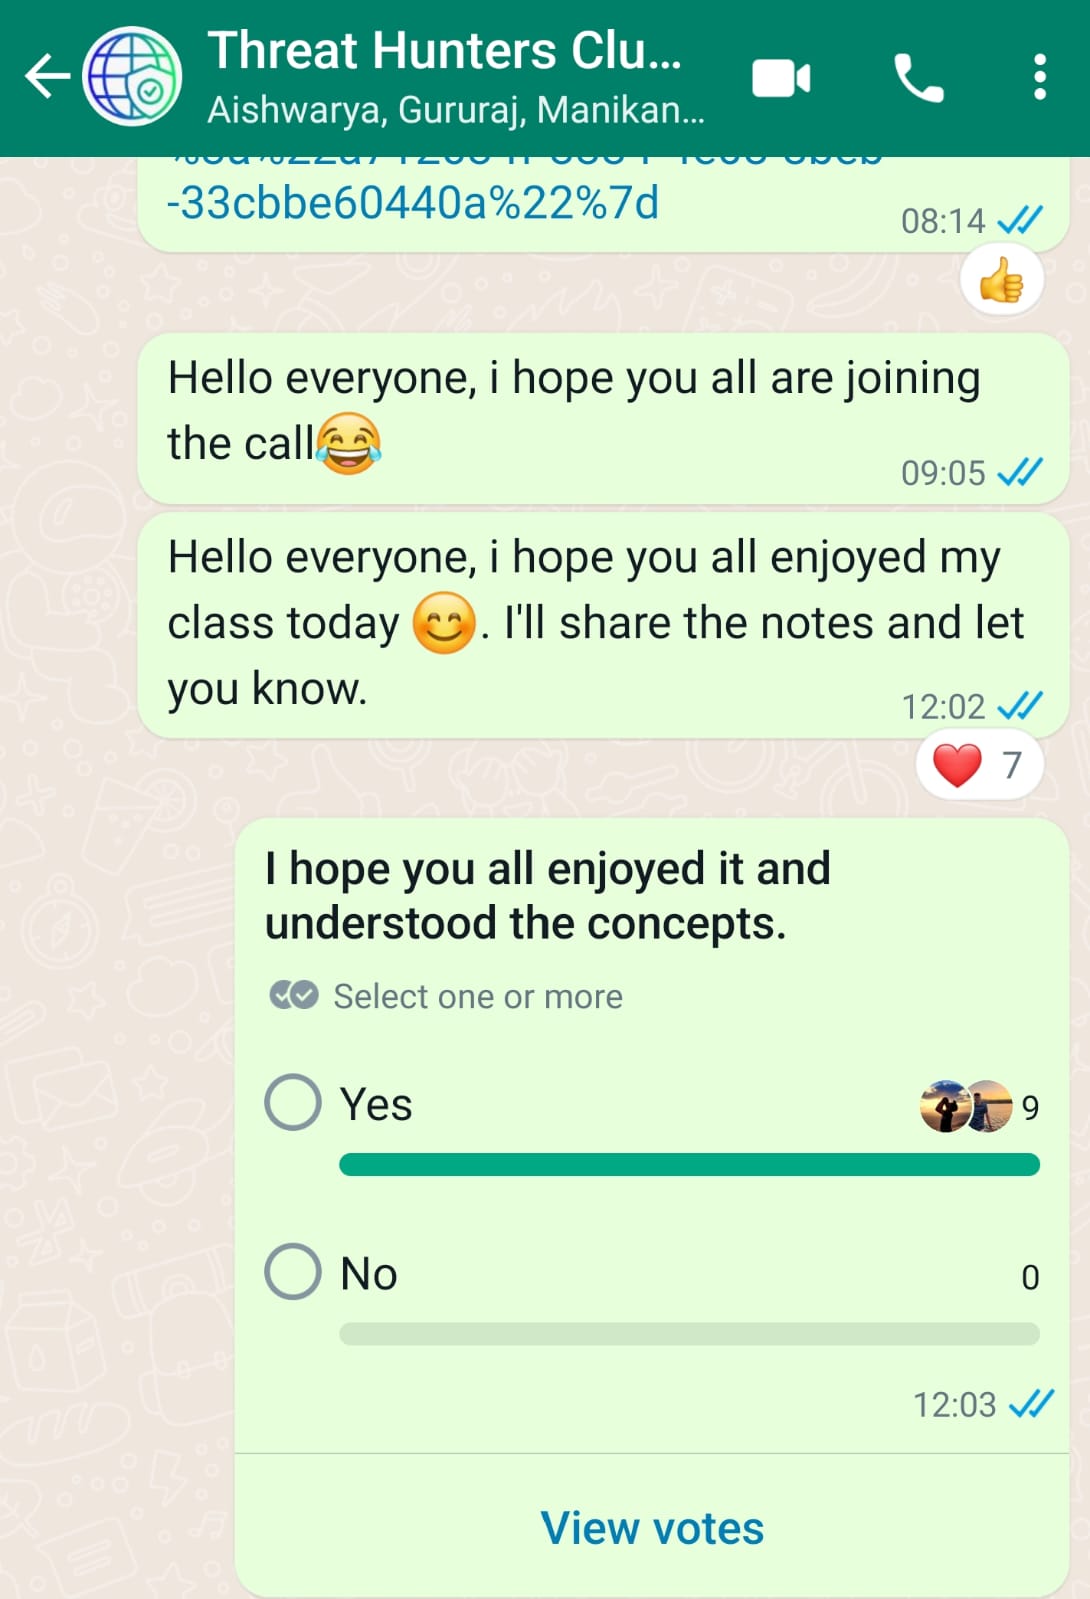 Threat Hunters Clu...
Aishwarya, Gururaj, Manikan...
-33cbbe60440a%22%7d
08:14
Hello everyone, i hope you all are joining
the call😂
09:05
Hello everyone, i hope you all enjoyed my
class today 😊. I'll share the notes and let
you know.
12:02
❤️ 7
I hope you all enjoyed it and
understood the concepts.
Select one or more
Yes 9
No 0
12:03
View votes